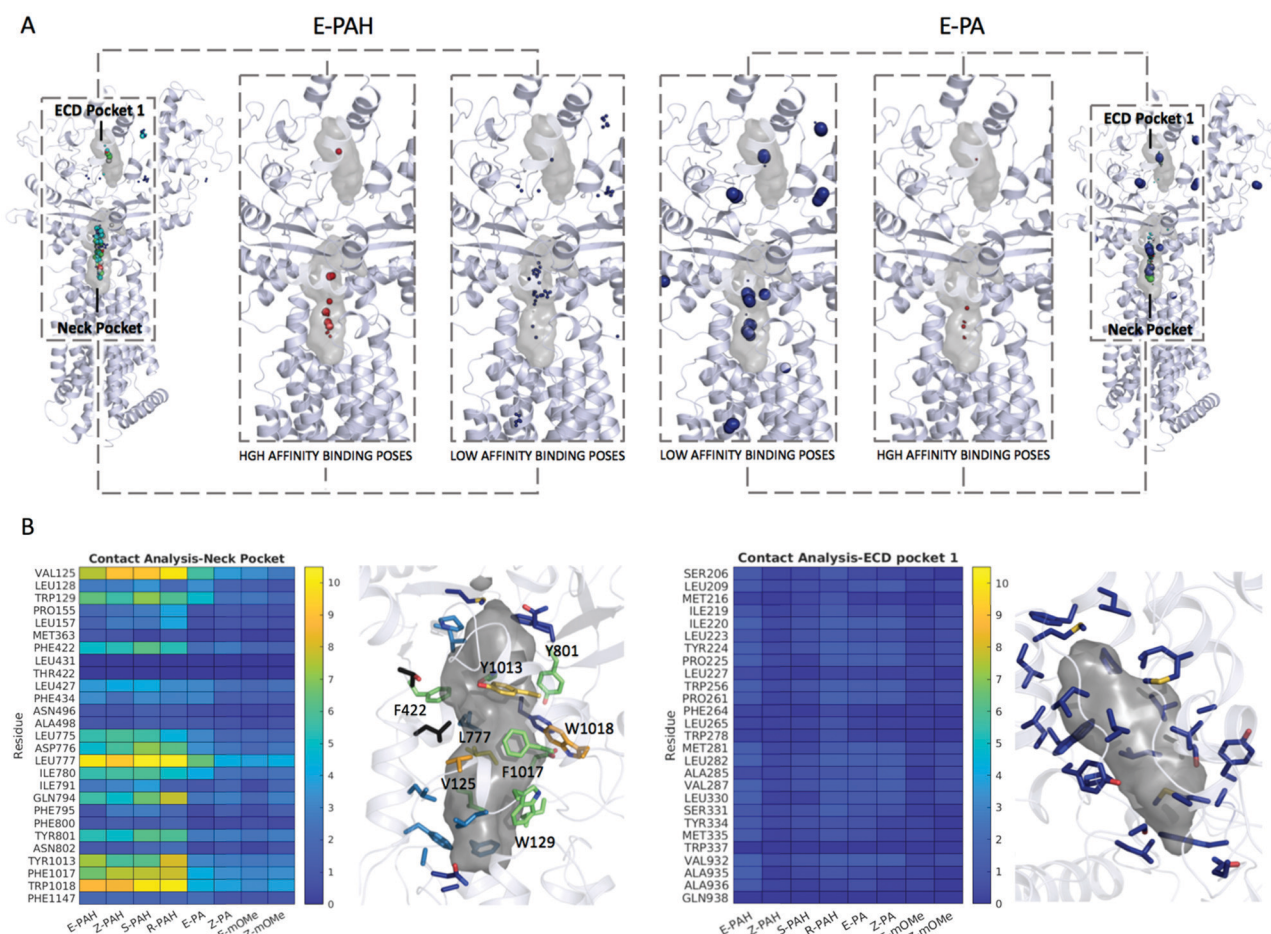 A
E-PAH
E-PA
ECD Pocket 1
Neck Pocket
HGH AFFINITY BINDING POSES
LOW AFFINITY BINDING POSES
LOW AFFINITY BINDING POSES
HGH AFFINITY BINDING POSES
ECD Pocket 1
Neck Pocket
B
Contact Analysis-Neck Pocket
Residue
VAL125
LEU128
TRP129
PRO155
LEU157
MET363
PHE422
LEU431
THR422
LEU427
PHE434
ASN496
ALA498
LEU775
ASP776
LEU777
ILE780
ILE791
GLN794
PHE795
PHE800
TYR801
ASN802
TYR1013
PHE1017
TRP1018
PHE1147
E-PAH
Z-PAH
S-PAH
R-PAH
E-PA
Z-PA
E-mOMe
Z-mOMe
10
9
8
7
6
5
4
3
2
1
0
Y801
Y1013
F422
W1018
L777
F1017
V125
W129
Contact Analysis-ECD pocket 1
Residue
SER206
LEU209
MET216
ILE219
ILE220
LEU223
TYR224
PRO225
LEU227
TRP256
PRO261
PHE264
LEU265
TRP278
MET281
LEU282
ALA285
VAL287
LEU330
SER331
TYR334
MET335
TRP337
VAL932
ALA935
ALA936
GLN938
E-PAH
Z-PAH
S-PAH
R-PAH
E-PA
Z-PA
E-mOMe
Z-mOMe
10
9
8
7
6
5
4
3
2
1
0